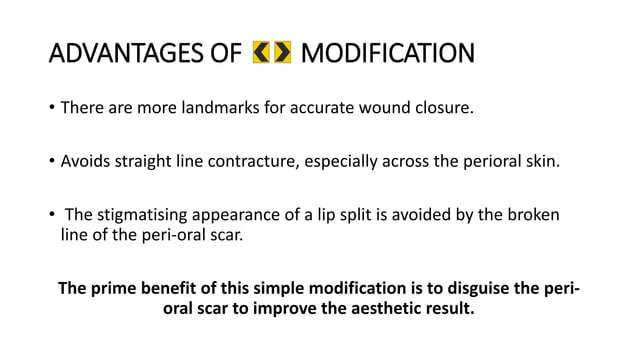 ADVANTAGES OF MODIFICATION
• There are more landmarks for accurate wound closure.
• Avoids straight line contracture, especially across the perioral skin.
• The stigmatising appearance of a lip split is avoided by the broken
line of the peri-oral scar.
The prime benefit of this simple modification is to disguise the peri-
oral scar to improve the aesthetic result.